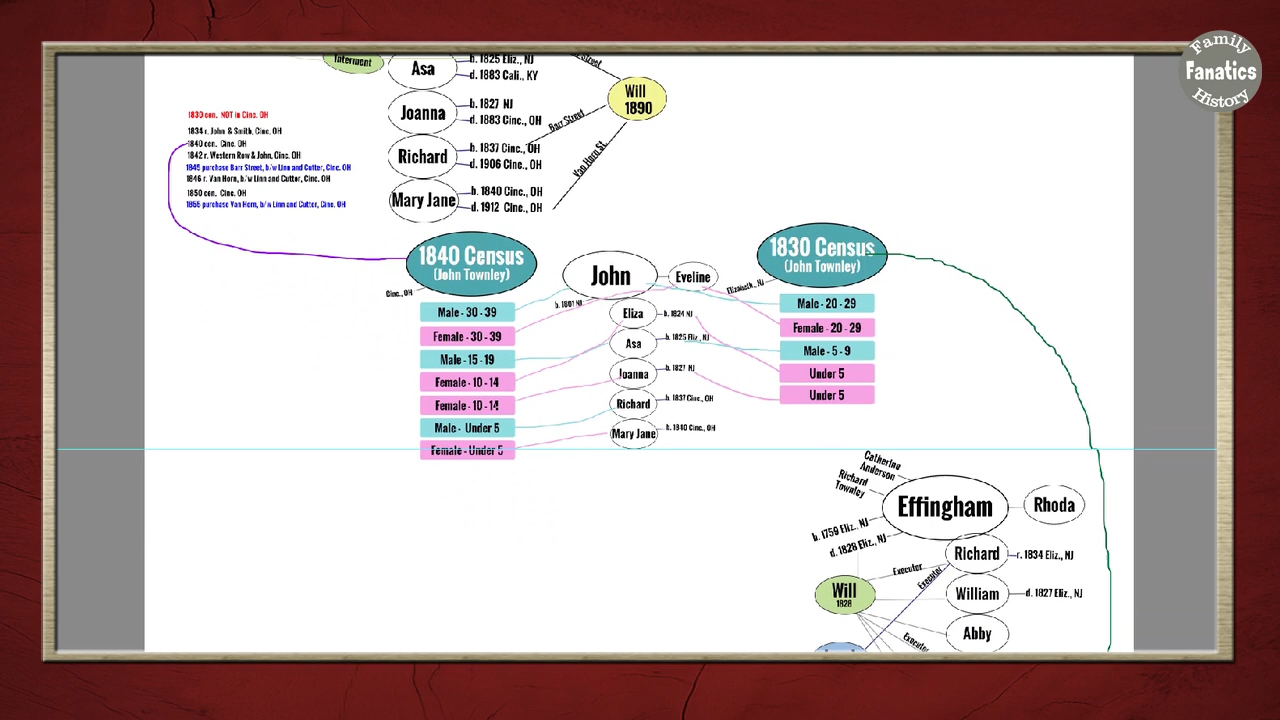 Family
Fanatics
History
Interment
Asa
b. 1825 Eliz., NJ
d. 1883 Cali., KY
Street
Will
1890
Joanna
b. 1827 NJ
d. 1883 Cinc., OH
Barr Street
Richard
b. 1837 Cinc., OH
d. 1906 Cinc, OH
Van Horn St.
Mary Jane
b. 1840 Cinc., OH
d. 1912 Cinc., OH
1830 cen. NOT in Cinc. OH
1834 r. John & Smith, Cinc. OH
1840 cen. Cinc. OH
1842 r. Western Row & John, Cinc. OH
1845 purchase Barr Street, b/w Linn and Cutter, Cinc. OH
1846 r. Van Horn, b/w Linn and Cutter, Cinc. OH
1850 cen. Cinc. OH
1855 purchase Van Horn, b/w Linn and Cutter, Cinc. OH
1840 Census
(John Townley)
Cinc., OH
Male - 30 - 39
Female - 30 - 39
Male - 15 - 19
Female - 10 - 14
Female - 10 - 14
Male - Under 5
Female - Under 5
John
Eveline
b. 1801 NJ
Eliza
b. 1824 NJ
Asa
b. 1825 Eliz., NJ
Joanna
b. 1827 NJ
Richard
b. 1837 Cinc., OH
Mary Jane
b. 1840 Cinc, OH
1830 Census
(John Townley)
Elizabeth, NJ
Male - 20 - 29
Female - 20 - 29
Male - 5 - 9
Under 5
Under 5
Catherine
Anderson
Richard
Townley
Effingham
Rhoda
b. 1759 Eliz., NJ
d. 1828 Eliz., NJ
Richard
r. 1834 Eliz., NJ
Executor
Executor
Will
1828
William
d. 1827 Eliz., NJ
Abby
Executor